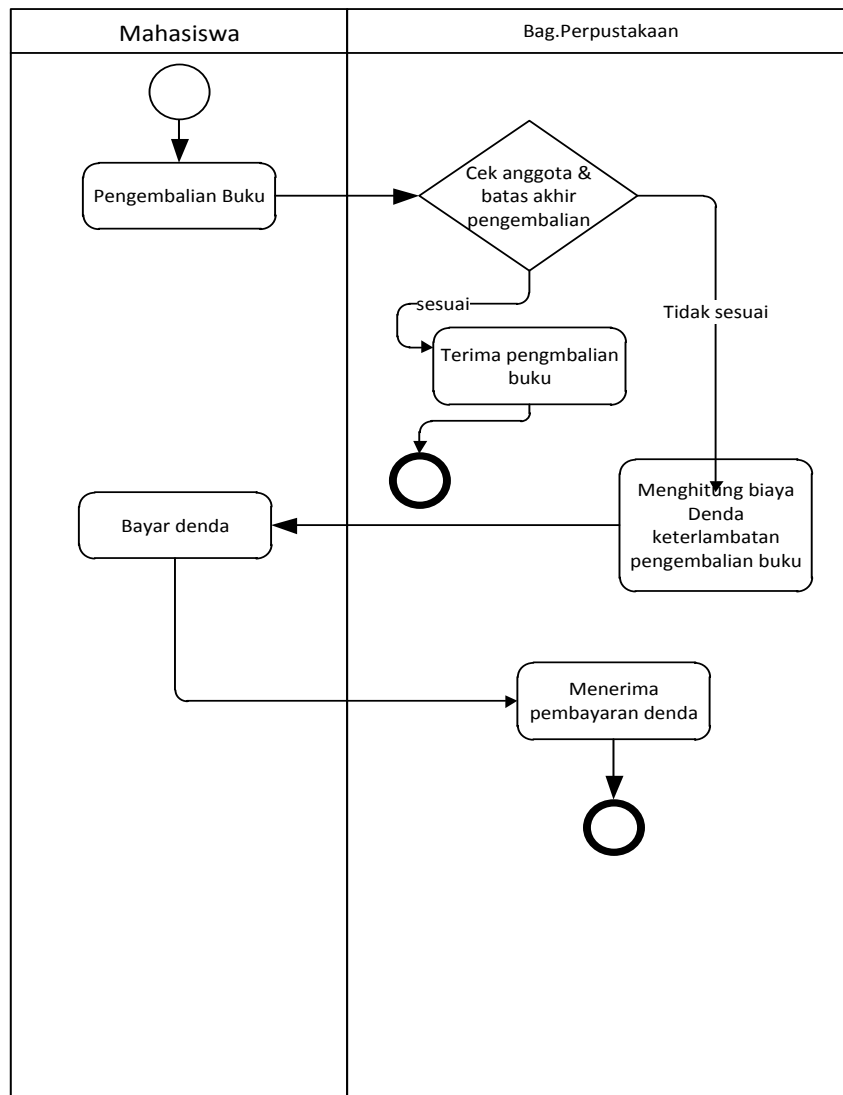 Mahasiswa
Bag.Perpustakaan
Pengembalian Buku
Cek anggota &
batas akhir
pengembalian
sesuai
Tidak sesuai
Terima pengmbalian
buku
Menghitung biaya
Denda
keterlambatan
pengembalian buku
Bayar denda
Menerima
pembayaran denda